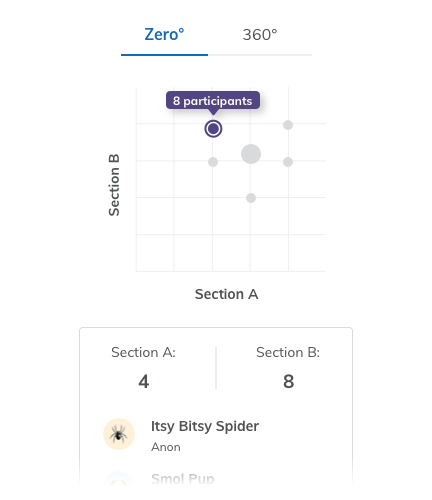 Zero°
360°
8 participants
Section B
Section A
Section A:
Section B:
4
8
Itsy Bitsy Spider
Anon
Smol Pup